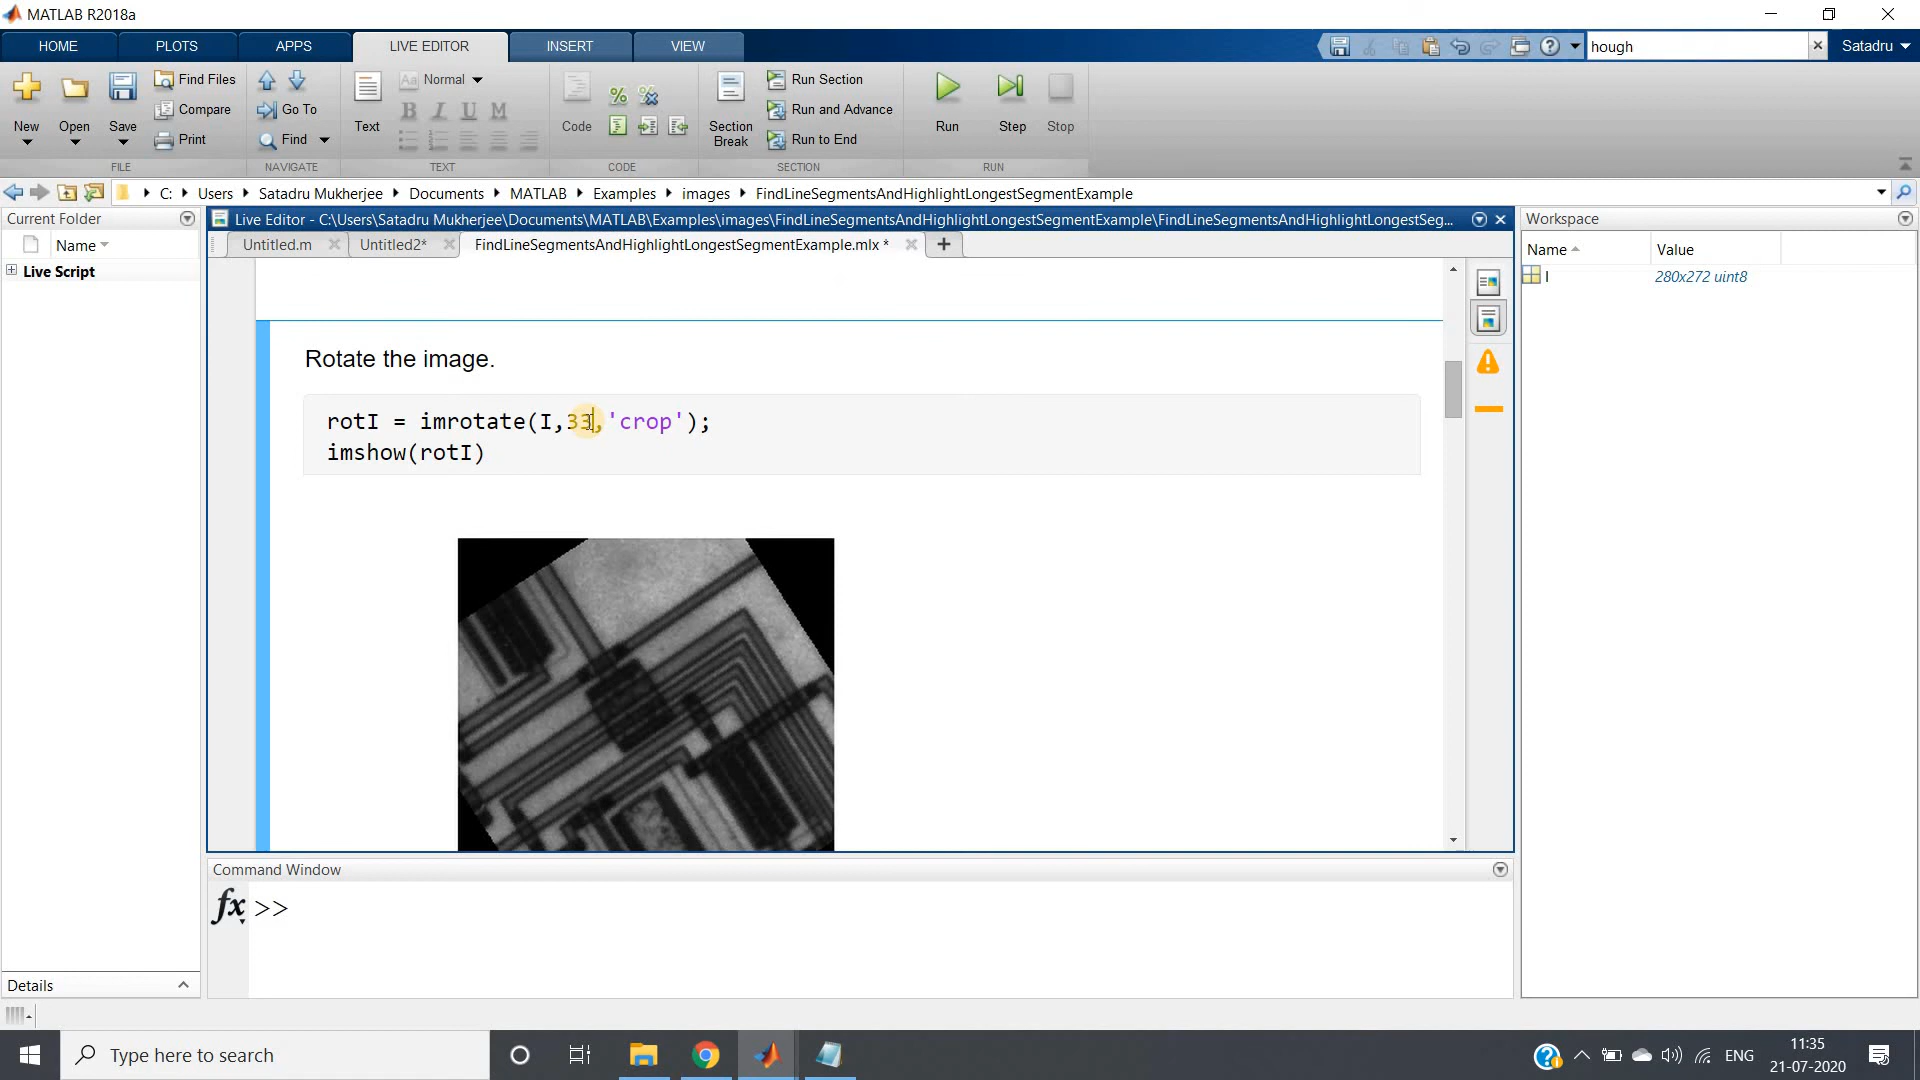 MATLAB R2018a
HOME PLOTS APPS LIVE EDITOR INSERT VIEW
hough
Satadru
New
Open
Save
Find Files
Compare
Print
FILE
Go To
Find
NAVIGATE
Text
Aa Normal
B I U M
TEXT
Code
CODE
Section Break
Run Section
Run and Advance
Run to End
SECTION
Run
Step
Stop
RUN
C: Users Satadru Mukherjee Documents MATLAB Examples images FindLineSegmentsAndHighlightLongestSegmentExample
Current Folder
Name
Live Script
Details
Live Editor - C:\Users\Satadru Mukherjee\Documents\MATLAB\Examples\images\FindLineSegmentsAndHighlightLongestSegmentExample\FindLineSegmentsAndHighlightLongestSeg...
Untitled.m Untitled2* FindLineSegmentsAndHighlightLongestSegmentExample.mlx *
Rotate the image.
rotI = imrotate(I,33,'crop');
imshow(rotI)
Command Window
fx >>
Workspace
Name Value
I 280x272 uint8
Type here to search
ENG
11:35
21-07-2020